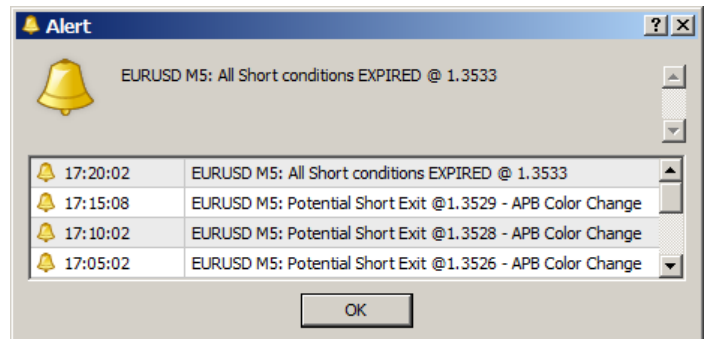 Alert
EURUSD M5: All Short conditions EXPIRED @ 1.3533
17:20:02 EURUSD M5: All Short conditions EXPIRED @ 1.3533
17:15:08 EURUSD M5: Potential Short Exit @1.3529 - APB Color Change
17:10:02 EURUSD M5: Potential Short Exit @1.3528 - APB Color Change
17:05:02 EURUSD M5: Potential Short Exit @1.3526 - APB Color Change
OK